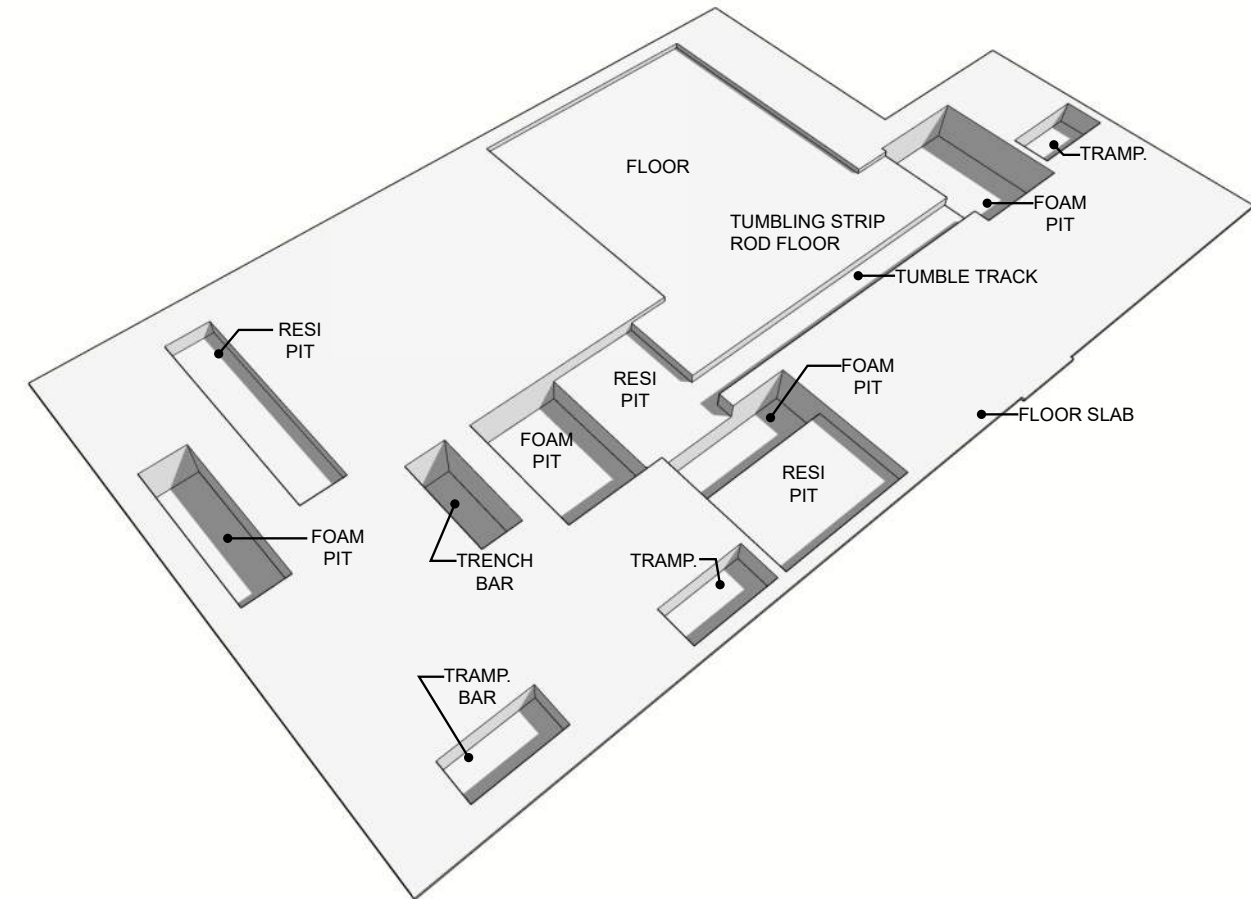 TRAMP.
FLOOR
FOAM
PIT
TUMBLING STRIP
ROD FLOOR
TUMBLE TRACK
RESI
PIT
FOAM
PIT
RESI
PIT
FLOOR SLAB
FOAM
PIT
RESI
PIT
FOAM
PIT
TRENCH
BAR
TRAMP.
TRAMP.
BAR